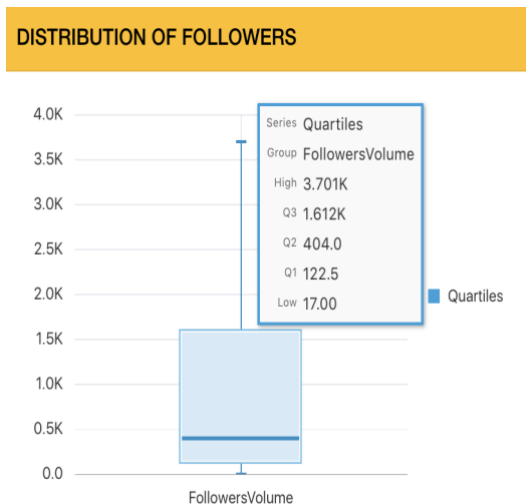 DISTRIBUTION OF FOLLOWERS
4.0K
3.5K
3.0K
2.5K
2.0K
1.5K
1.0K
0.5K
0.0
Series Quartiles
Group FollowersVolume
High 3.701K
Q3 1.612K
Q2 404.0
Q1 122.5
Low 17.00
Quartiles
FollowersVolume